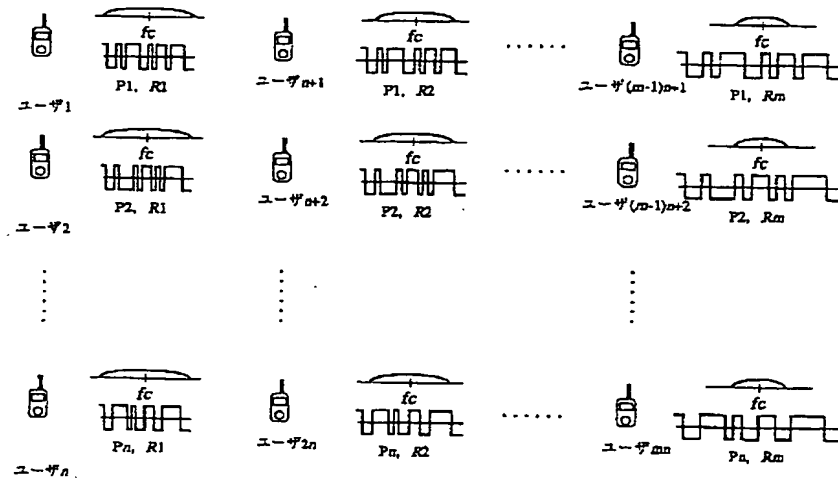 fc
fc
fc
P1, R1
P1, R2
P1, Rm
ユーザ1
ユーザn+1
ユーザ(m-1)n+1
fc
fc
fc
P2, R1
P2, R2
P2, Rm
ユーザ2
ユーザn+2
ユーザ(m-1)n+2
fc
fc
fc
Pn, R1
Pn, R2
Pn, Rm
ユーザn
ユーザ2n
ユーザmn